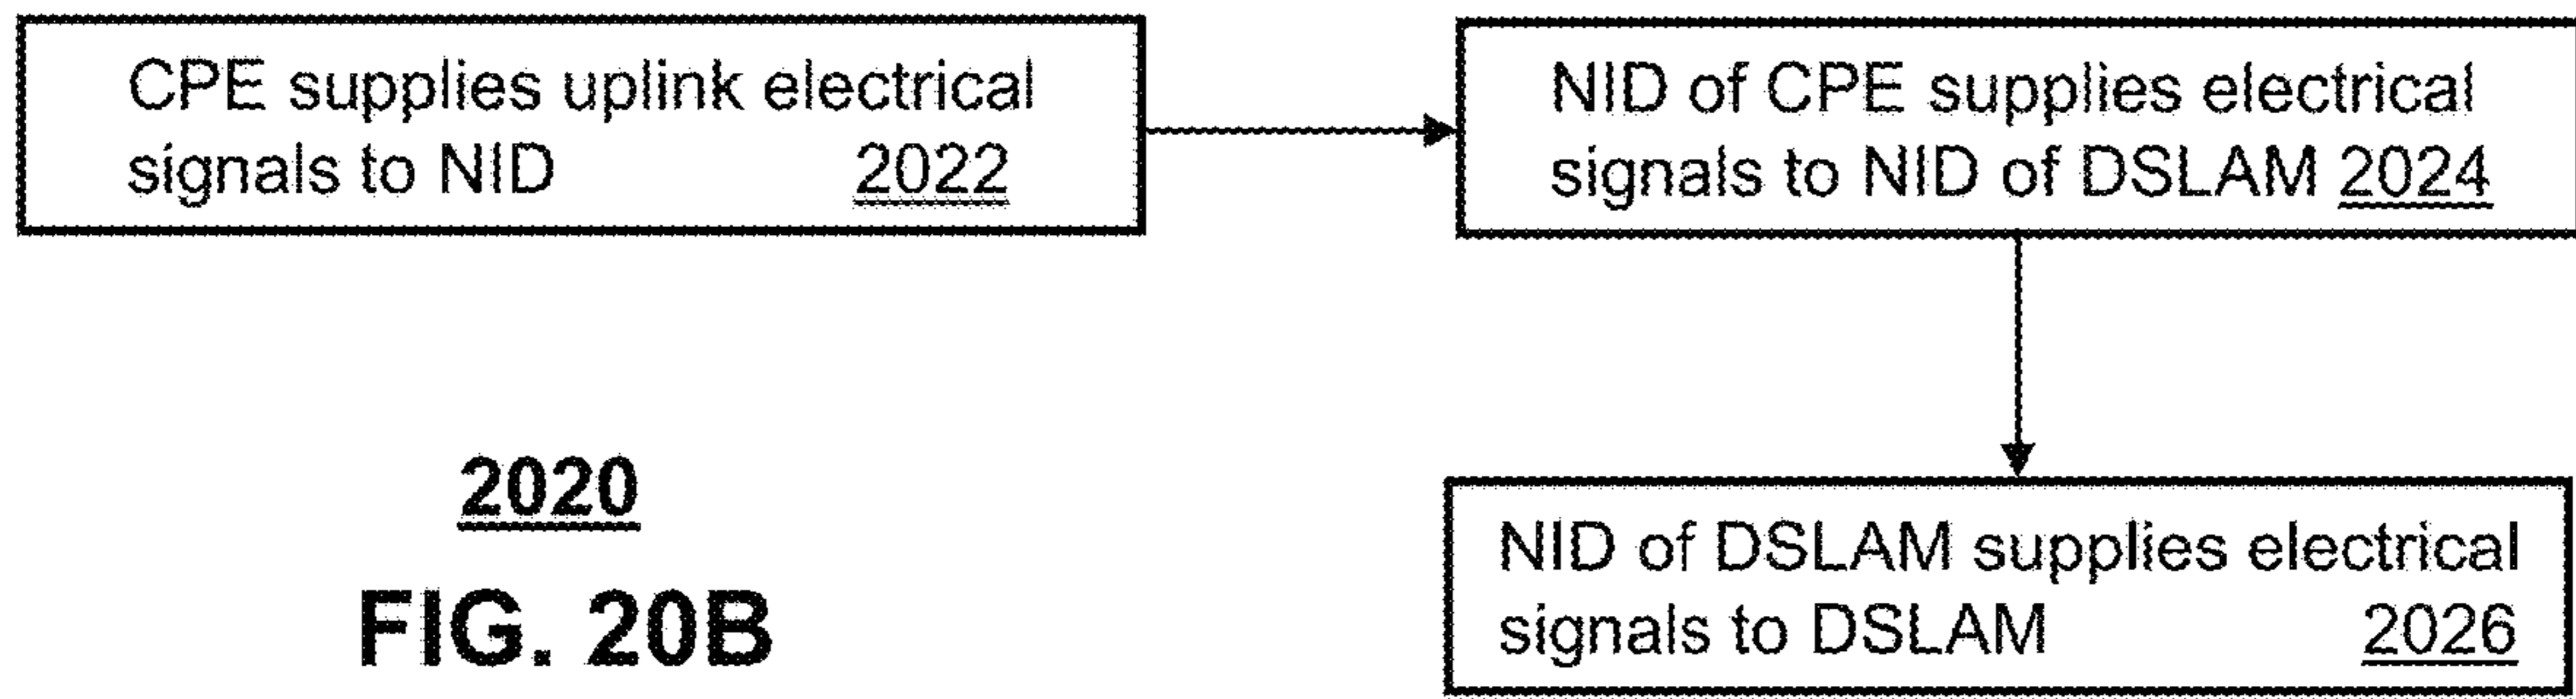 CPE supplies uplink electrical
signals to NID 2022
NID of CPE supplies electrical
signals to NID of DSLAM 2024
NID of DSLAM supplies electrical
signals to DSLAM 2026
2020
FIG. 20B